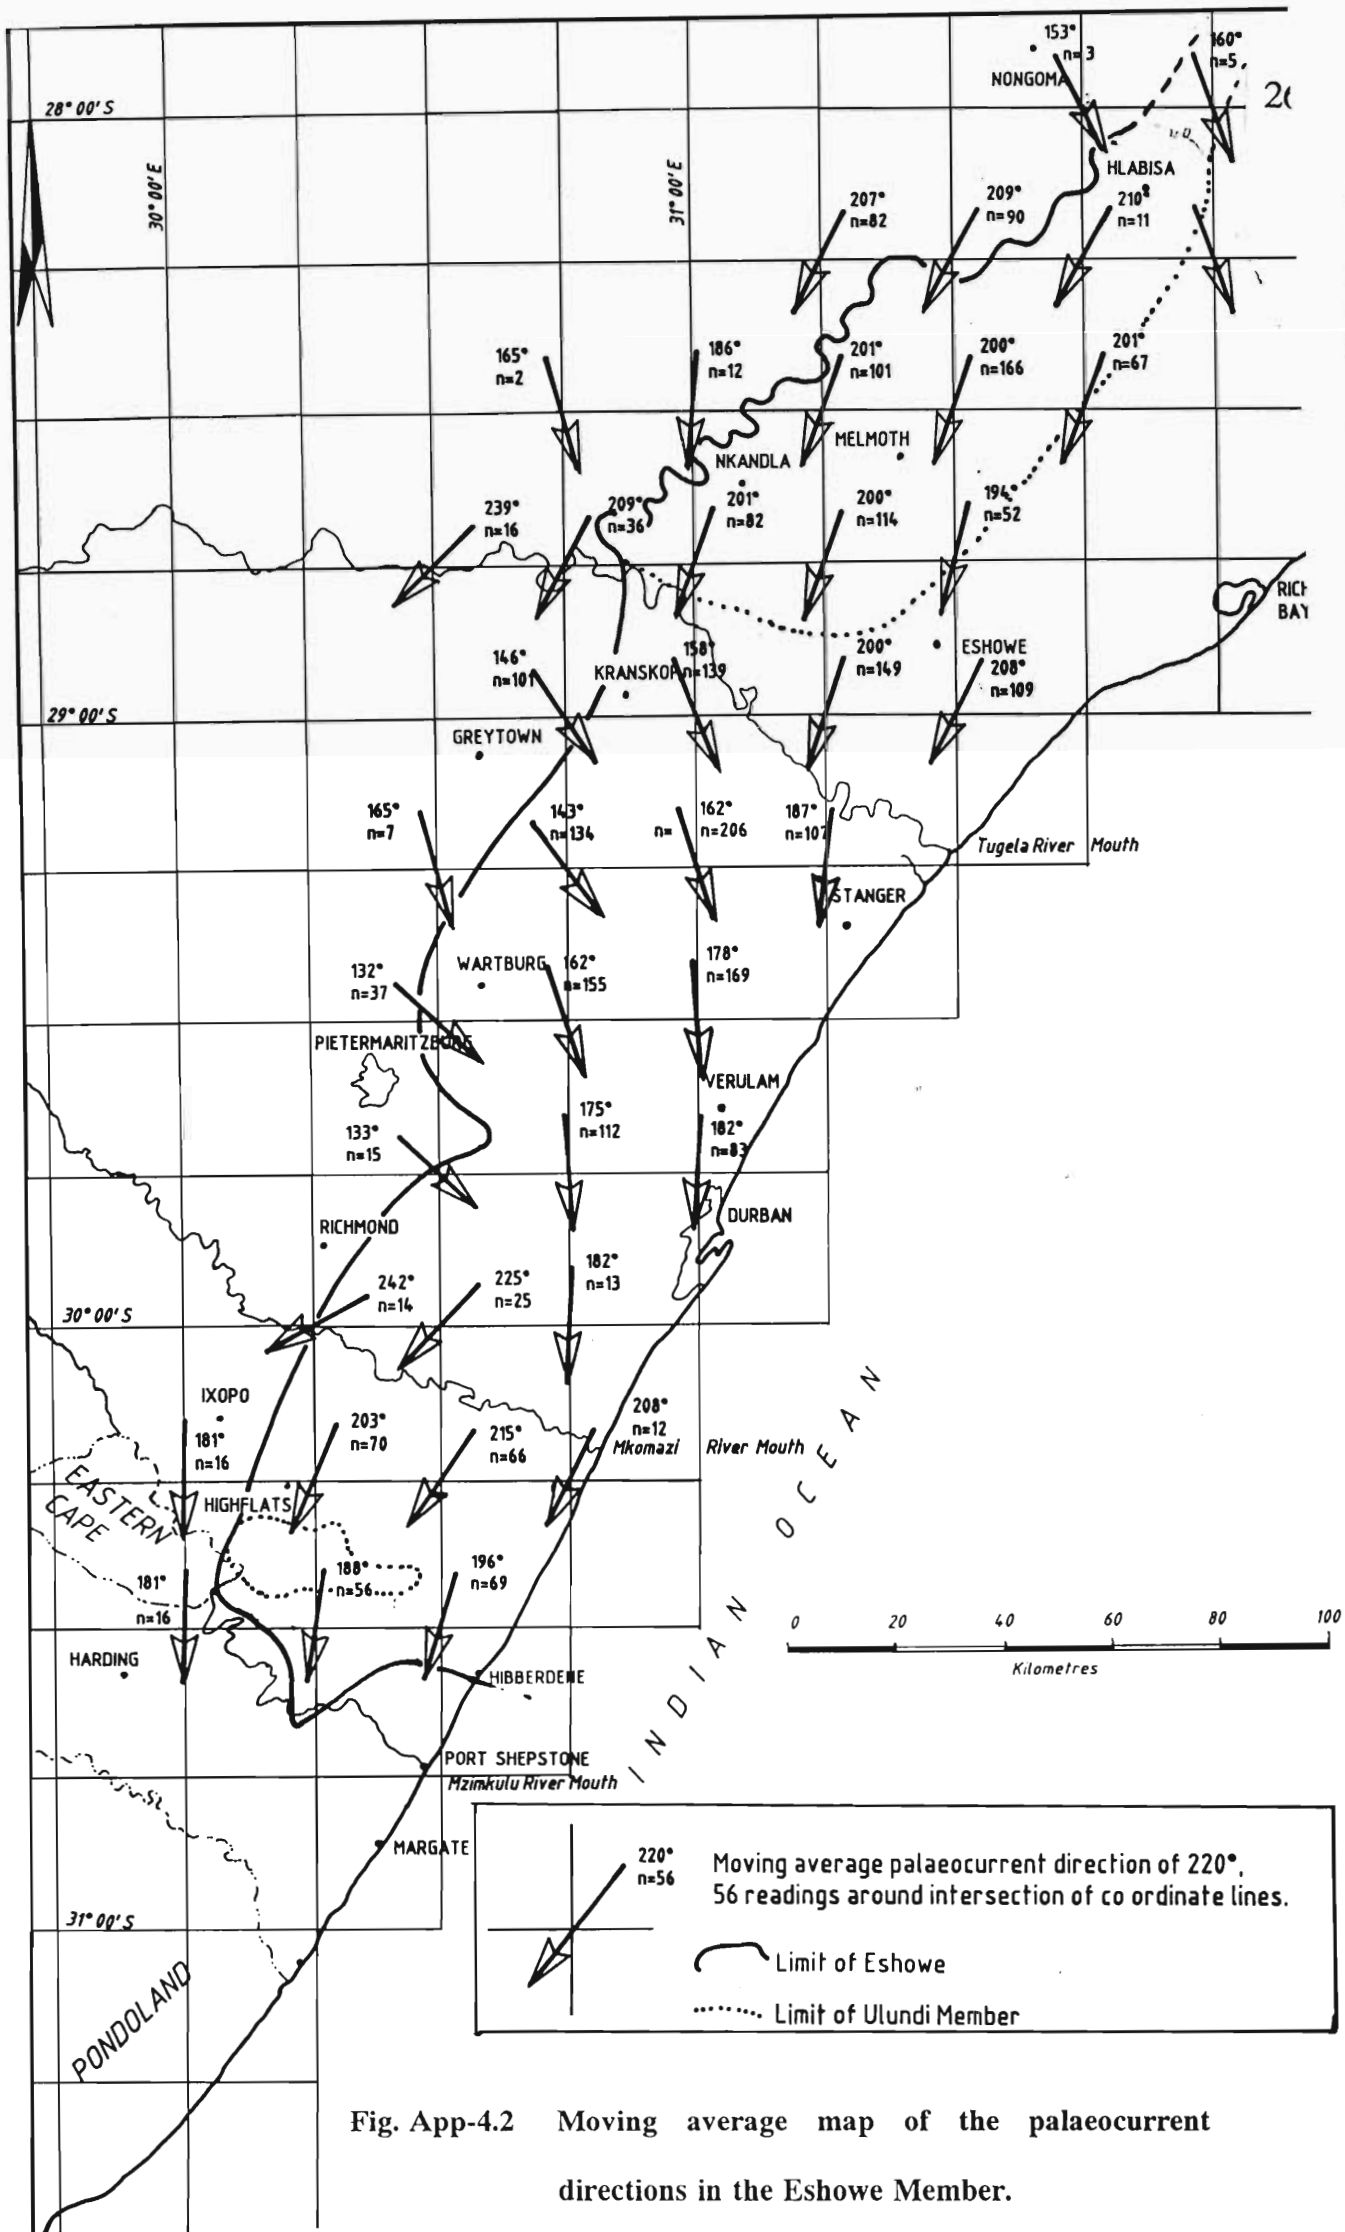 153°
n=3
NONGOMA
160°
n=5
28° 00' S
30° 00' E
31° 00' E
HLABISA
207°
n=82
209°
n=90
210°
n=11
165°
n=2
186°
n=12
201°
n=101
200°
n=166
201°
n=67
MELMOTH
NKANDLA
239°
n=16
209°
n=36
201°
n=82
200°
n=114
194°
n=52
RICH
BAY
146°
n=101
KRANSKOP
158°
n=139
200°
n=149
ESHOWE
208°
n=109
29° 00' S
GREYTOWN
165°
n=7
143°
n=134
n=
162°
n=206
187°
n=107
Tugela River Mouth
STANGER
132°
n=37
WARTBURG
162°
n=155
178°
n=169
PIETERMARITZBURG
VERULAM
133°
n=15
175°
n=112
182°
n=83
RICHMOND
DURBAN
242°
n=14
225°
n=25
182°
n=13
30° 00' S
IXOPO
181°
n=16
203°
n=70
215°
n=66
208°
n=12
Mkomazi River Mouth
EASTERN
CAPE
HIGHFLATS
181°
n=16
188°
n=56
196°
n=69
HARDING
HIBBERDENE
INDIAN OCEAN
0 20 40 60 80 100
Kilometres
PORT SHEPSTONE
Mzimkulu River Mouth
MARGATE
31° 00' S
PONDOLAND
220°
n=56
Moving average palaeocurrent direction of 220°,
56 readings around intersection of co ordinate lines.
Limit of Eshowe
Limit of Ulundi Member
Fig. App-4.2 Moving average map of the palaeocurrent
directions in the Eshowe Member.